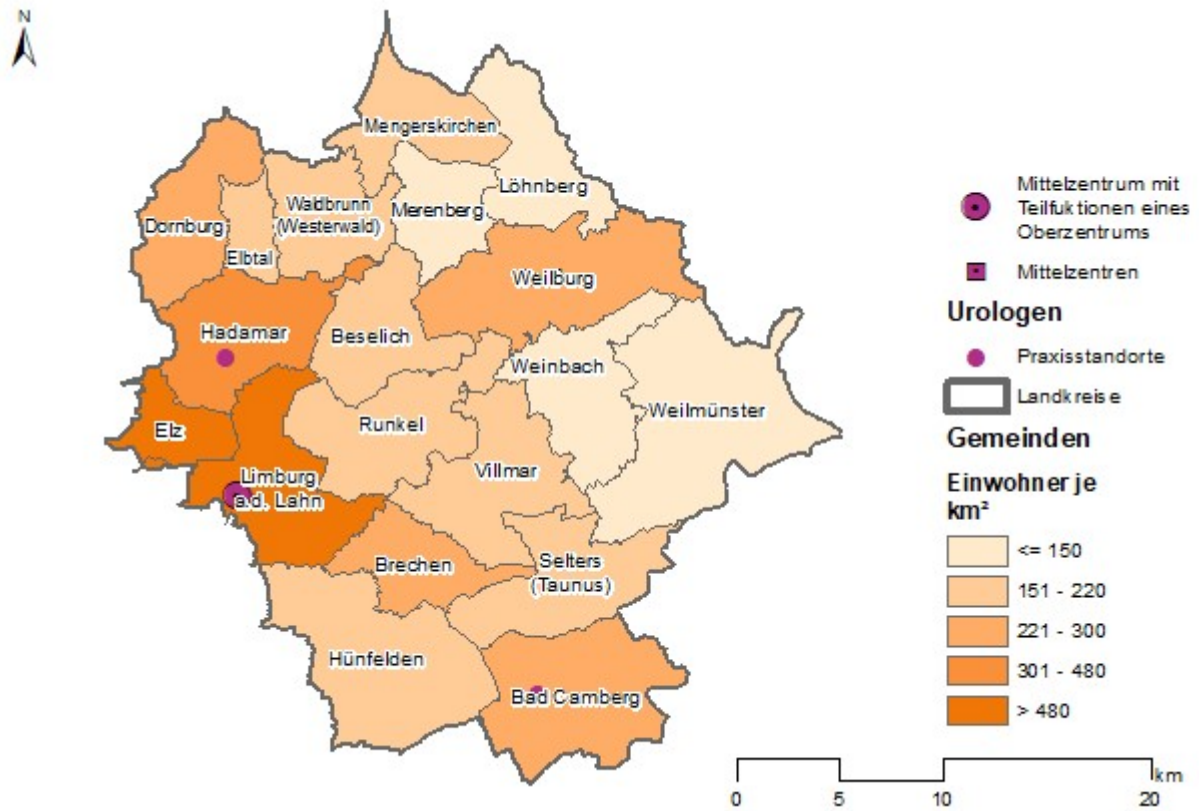 N
Mengerskirchen
Löhnberg
Waldbrunn
(Westerwald)
Merenberg
Dornburg
Elbtal
Weilburg
Hadamar
Beselich
Weinbach
Weilmünster
Elz
Runkel
Villmar
Limburg
a.d. Lahn
Brechen
Selters
(Taunus)
Hünfelden
Bad Camberg
Mittelzentrum mit
Teilfuktionen eines
Oberzentrums
Mittelzentren
Urologen
Praxisstandorte
Landkreise
Gemeinden
Einwohner je
km²
<= 150
151 - 220
221 - 300
301 - 480
> 480
km
0 5 10 20